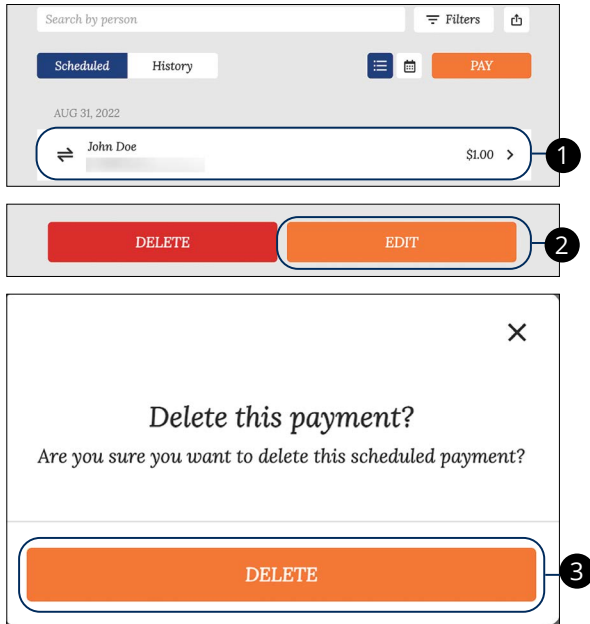 Search by person
Filters
Scheduled History PAY
AUG 31, 2022
John Doe
$1.00
1
DELETE EDIT
2
Delete this payment?
Are you sure you want to delete this scheduled payment?
DELETE
3